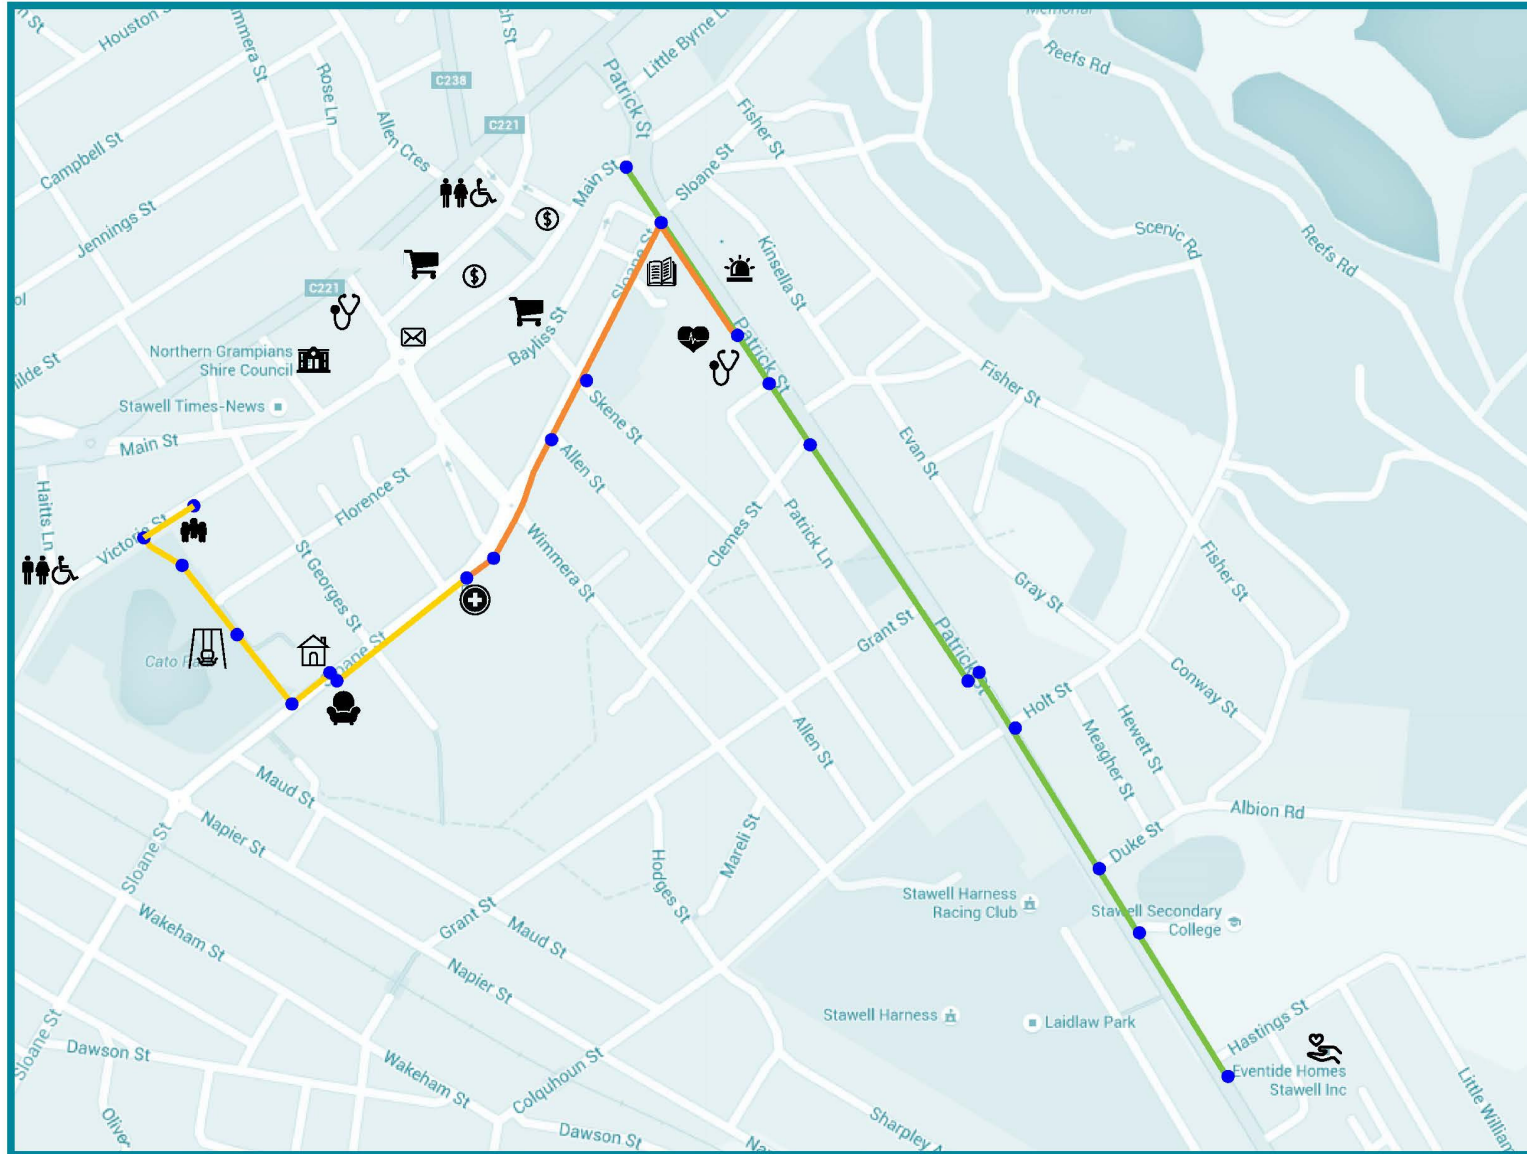 Houston St
Little Byrne Ln
Memorial
Reefs Rd
C238
Patrick St
Rose Ln
Fisher St
C221
Campbell St
Allen Cres
Main St
Sloane St
Jennings St
Scenic Rd
Reefs Rd
Kinsella St
Sloane St
C221
Bayliss St
Northern Grampians
Shire Council
Patrick St
Fisher St
Stawell Times-News
Skene St
Main St
Evan St
Allen St
Florence St
Haitts Ln
Victoria St
Patrick Ln
Clemes St
Wimmera St
St Georges St
Fisher St
Gray St
Grant St
Patrick St
Cato
Conway St
Holt St
Hewett St
Meagher St
Allen St
Maud St
Albion Rd
Napier St
Duke St
Mareli St
Hodges St
Sloane St
Stawell Harness
Racing Club
Stawell Secondary
College
Grant St
Maud St
Wakeham St
Napier St
Stawell Harness
Laidlaw Park
Hastings St
Sloane St
Dawson St
Eventide Homes
Stawell Inc
Wakeham St
Colquhoun St
Little William
Sharpley
Dawson St